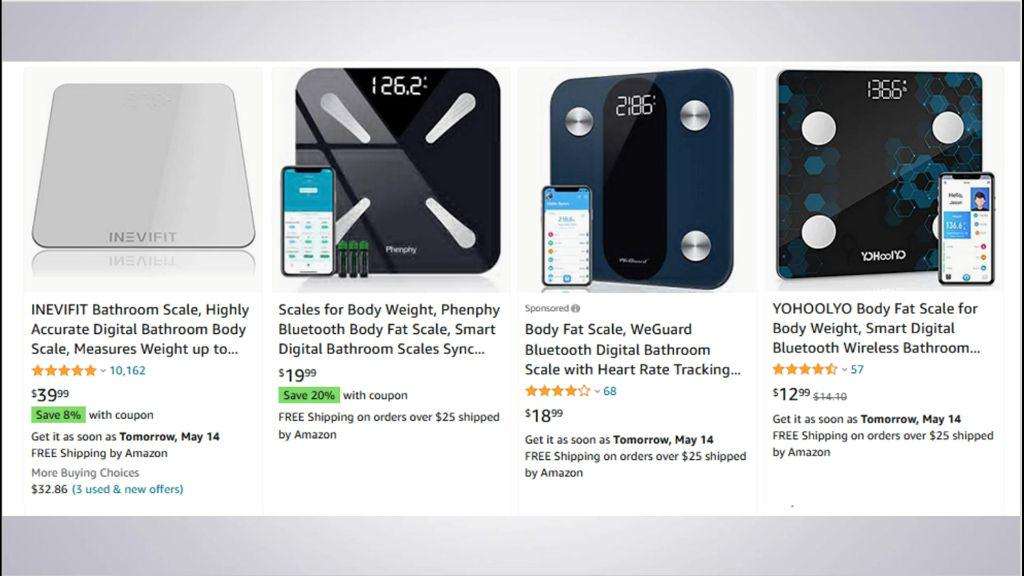 INEVIFIT
126.2
Phenphy
218.6
WeGuard
136.6
Hello,
Jason
136.6
YOHOOLYO
INEVIFIT Bathroom Scale, Highly
Accurate Digital Bathroom Body
Scale, Measures Weight up to...
10,162
$39.99
Save 8% with coupon
Get it as soon as Tomorrow, May 14
FREE Shipping by Amazon
More Buying Choices
$32.86 (3 used & new offers)
Scales for Body Weight, Phenphy
Bluetooth Body Fat Scale, Smart
Digital Bathroom Scales Sync...
$19.99
Save 20% with coupon
FREE Shipping on orders over $25 shipped
by Amazon
Sponsored
Body Fat Scale, WeGuard
Bluetooth Digital Bathroom
Scale with Heart Rate Tracking...
68
$18.99
Get it as soon as Tomorrow, May 14
FREE Shipping on orders over $25 shipped
by Amazon
YOHOOLYO Body Fat Scale for
Body Weight, Smart Digital
Bluetooth Wireless Bathroom...
57
$12.99 $14.10
Get it as soon as Tomorrow, May 14
FREE Shipping on orders over $25 shipped
by Amazon